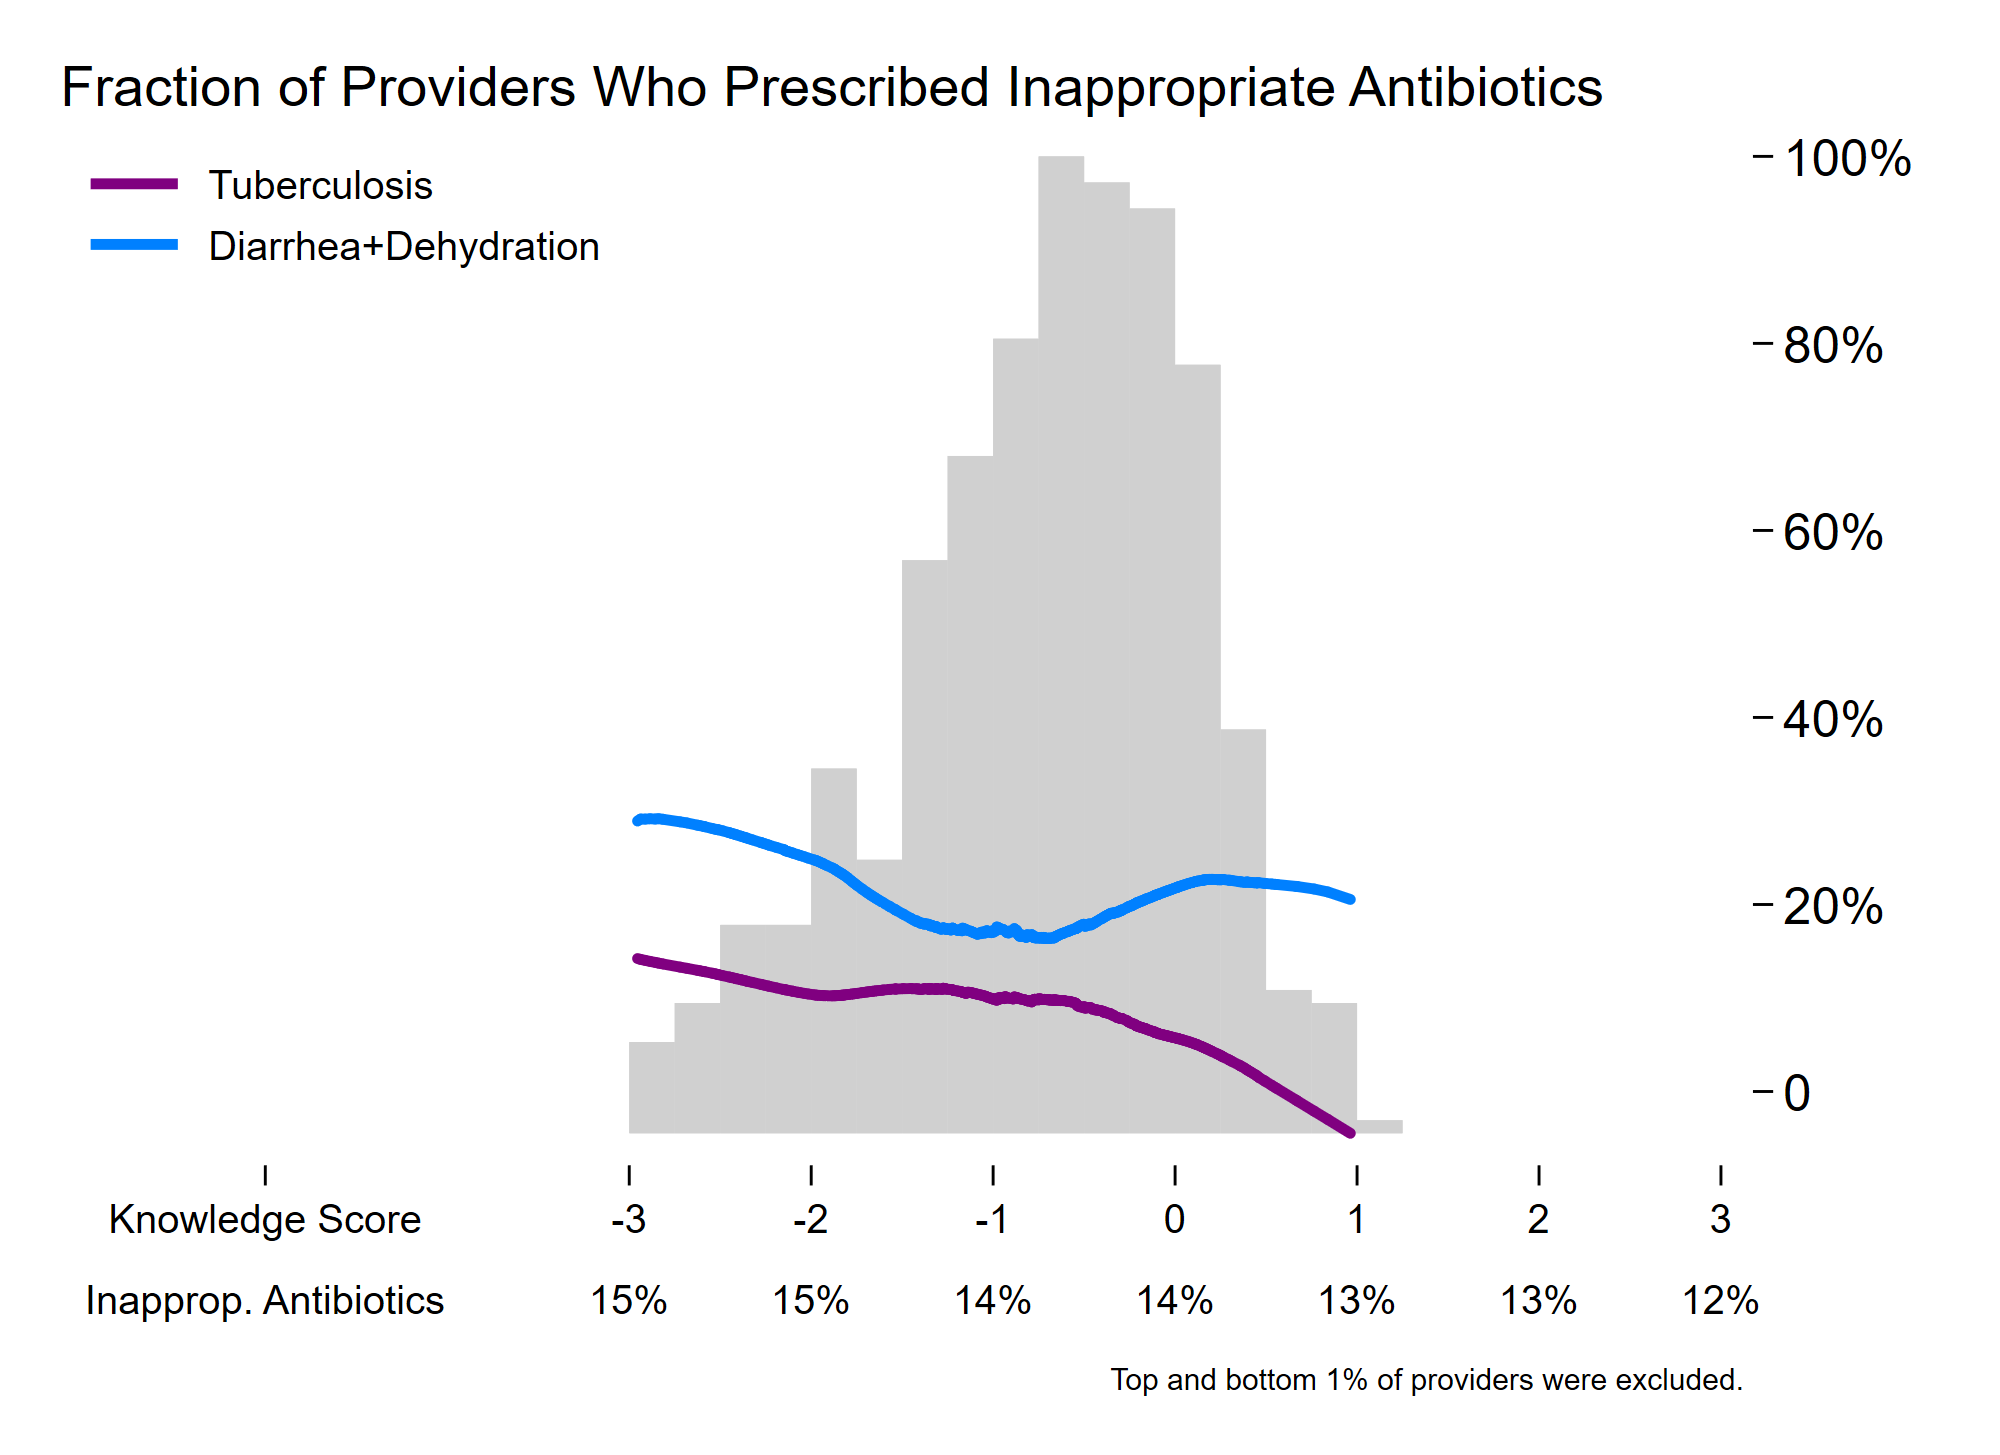 Fraction of Providers Who Prescribed Inappropriate Antibiotics
Tuberculosis
Diarrhea+Dehydration
100%
80%
60%
40%
20%
0
Knowledge Score -3 -2 -1 0 1 2 3
Inapprop. Antibiotics 15% 15% 14% 14% 13% 13% 12%
Top and bottom 1% of providers were excluded.